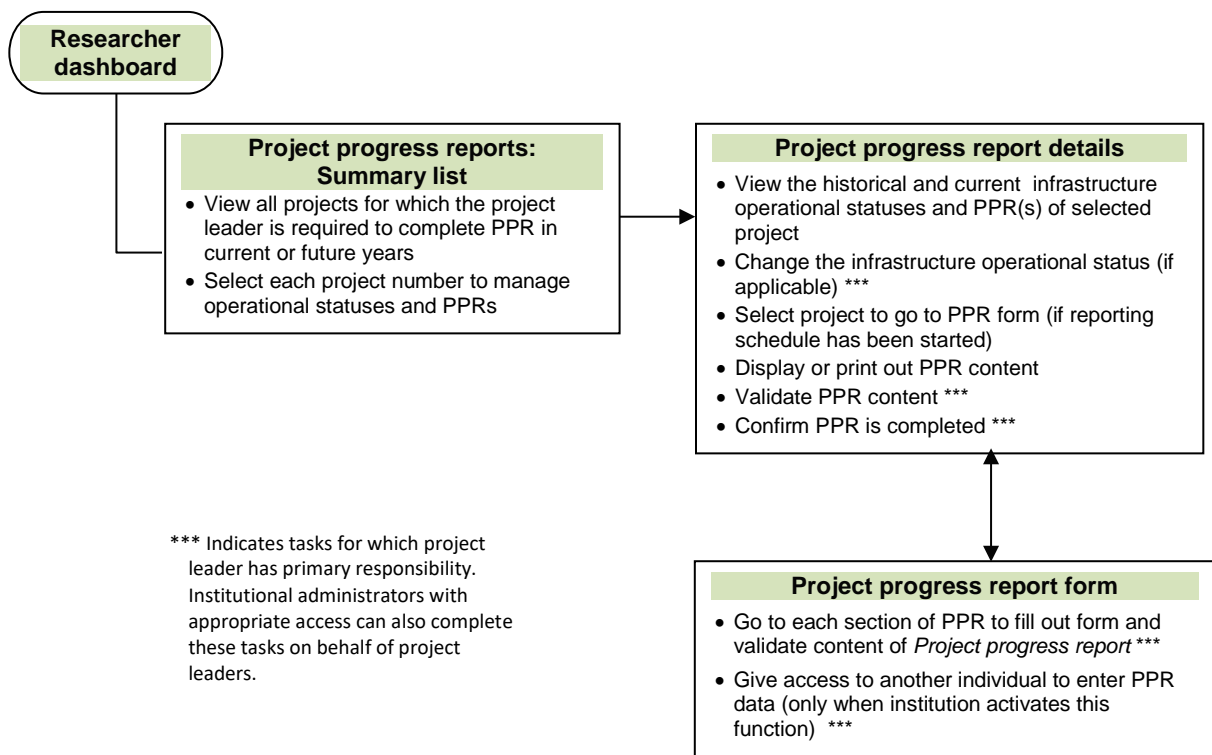 Researcher
dashboard
Project progress reports:
Summary list
• View all projects for which the project
leader is required to complete PPR in
current or future years
• Select each project number to manage
operational statuses and PPRs
Project progress report details
• View the historical and current infrastructure
operational statuses and PPR(s) of selected
project
• Change the infrastructure operational status (if
applicable) ***
• Select project to go to PPR form (if reporting
schedule has been started)
• Display or print out PPR content
• Validate PPR content ***
• Confirm PPR is completed ***
*** Indicates tasks for which project
leader has primary responsibility.
Institutional administrators with
appropriate access can also complete
these tasks on behalf of project
leaders.
Project progress report form
• Go to each section of PPR to fill out form and
validate content of Project progress report ***
• Give access to another individual to enter PPR
data (only when institution activates this
function) ***